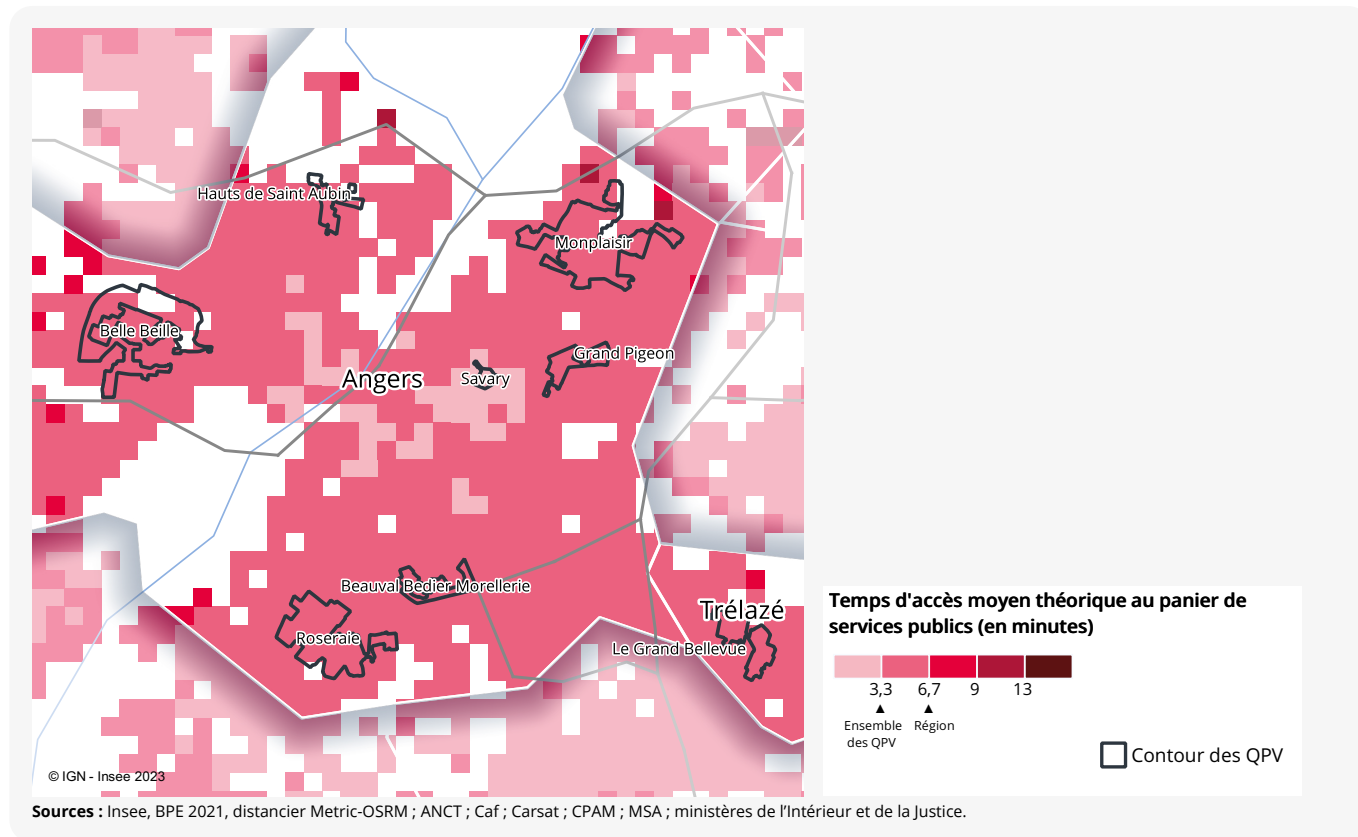 Hauts de Saint Aubin
Monplaisir
Belle Beille
Grand Pigeon
Angers
Savary
Beauval Bedier Morellerie
Trélazé
Roseraie
Le Grand Bellevue
Temps d'accès moyen théorique au panier de
services publics (en minutes)
3,3 6,7 9 13
Ensemble
des QPV
Région
Contour des QPV
© IGN - Insee 2023
Sources : Insee, BPE 2021, distancier Metric-OSRM ; ANCT ; Caf ; Carsat ; CPAM ; MSA ; ministères de l’Intérieur et de la Justice.